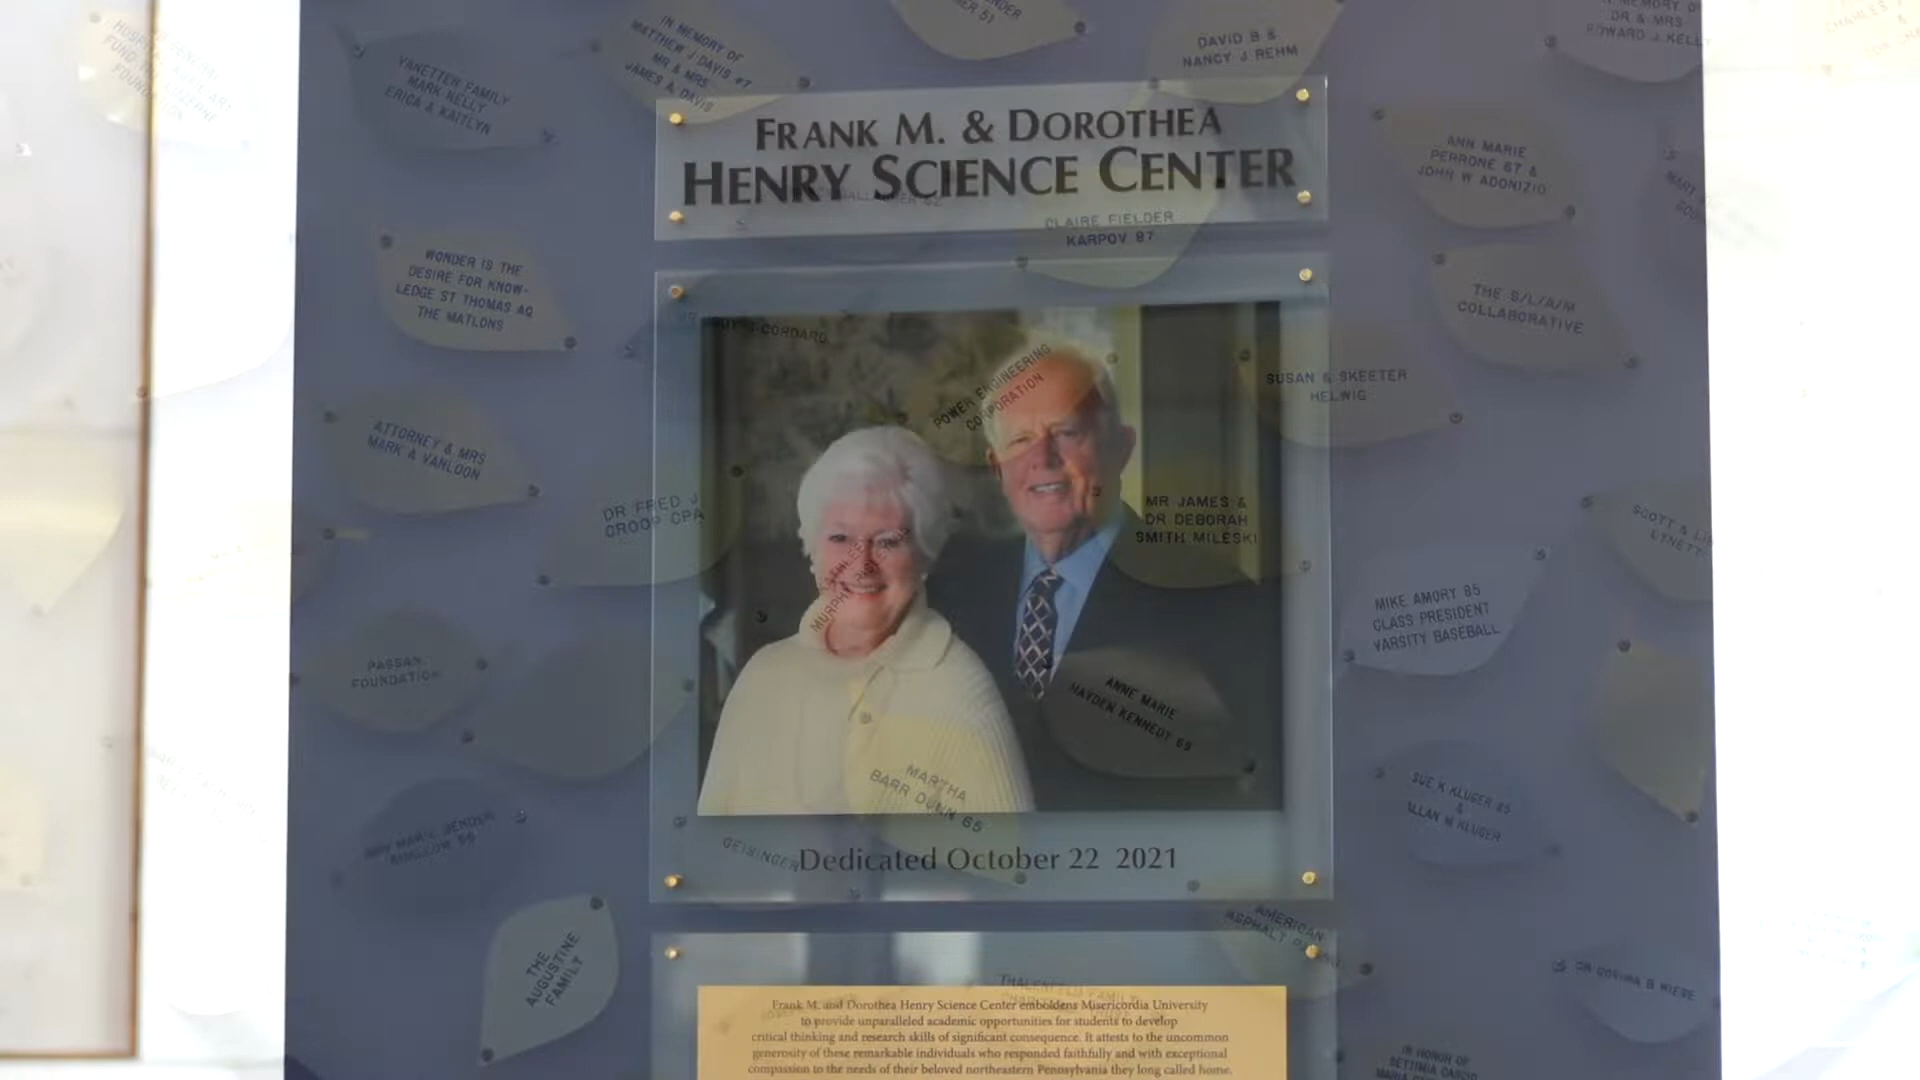 VANETTEN FAMILY
MARK KELLY
ERICA & KAITLYN
IN MEMORY OF
MATTHEW J DAVIS 
MR & MRS
JAMES A. DAVIS
DAVID B &
NANCY J REHM
DR & MRS
EDWARD J KELLY
FRANK M. & DOROTHEA
HENRY SCIENCE CENTER
CLAIRE FIELDER
KARPOV 87
ANN MARIE
PERRONE 67 &
JOHN W ADONIZIO
WONDER IS THE
DESIRE FOR KNOW-
LEDGE ST THOMAS AQ
THE MATLONS
THE S/L/A/M
COLLABORATIVE
POWER ENGINEERING
CORPORATION
SUSAN & SKEETER
HELWIG
ATTORNEY & MRS
MARK A VANLOON
DR FRED J
CROOP CPA
MR JAMES &
DR DEBORAH
SMITH MILESKI
SCOTT &
LYNETT
MIKE AMORY 85
CLASS PRESIDENT
VARSITY BASEBALL
MURPHY
PASSAN
FOUNDATION
ANNE MARIE
HAYDEN KENNEDY 69
MARTHA
BARR DUNN 65
SUE K KLUGER 85
&
ALLAN M KLUGER
GEISINGER
Dedicated October 22 2021
THE
AUGUSTINE
FAMILY
AMERICAN
ASPHALT
Frank M. and Dorothea Henry Science Center emboldens Misericordia University
to provide unparalleled academic opportunities for students to develop
critical thinking and research skills of significant consequence. It attests to the uncommon
generosity of these remarkable individuals who responded faithfully and with exceptional
compassion to the needs of their beloved northeastern Pennsylvania they long called home.
IN HONOR OF